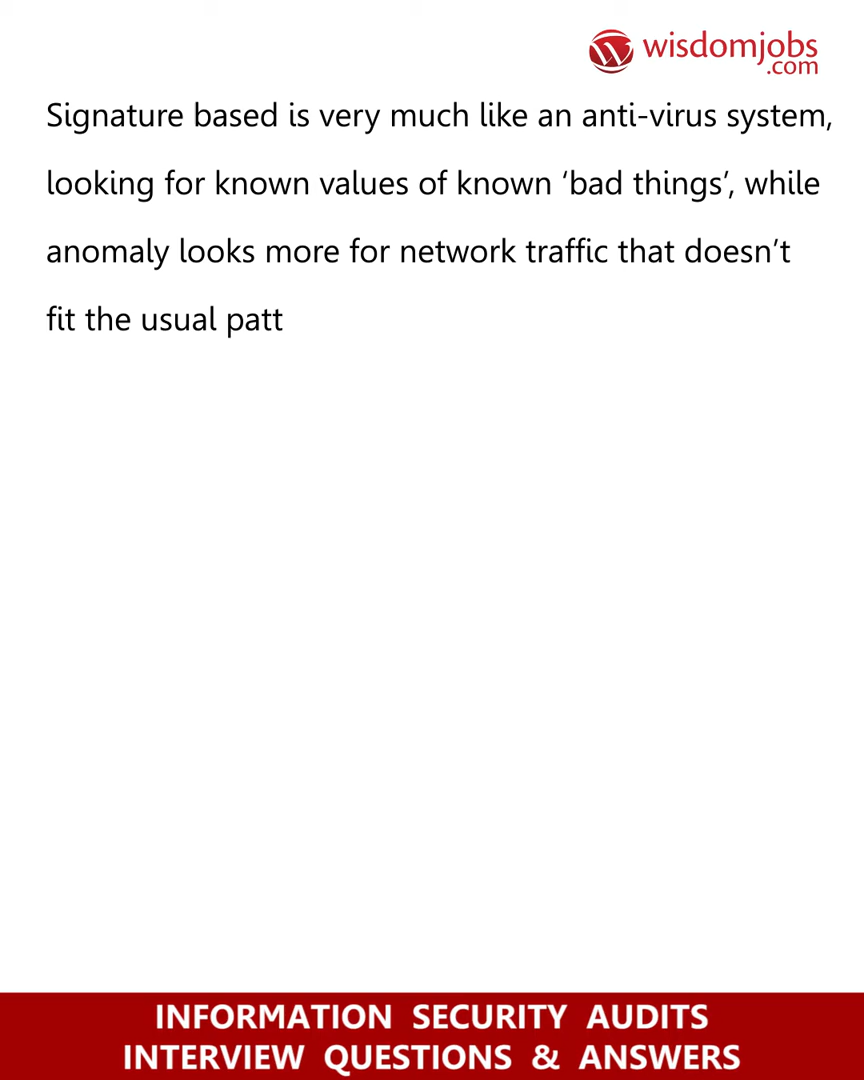 wisdomjobs
.com
Signature based is very much like an anti-virus system,
looking for known values of known ‘bad things’, while
anomaly looks more for network traffic that doesn’t
fit the usual patt
INFORMATION SECURITY AUDITS
INTERVIEW QUESTIONS & ANSWERS